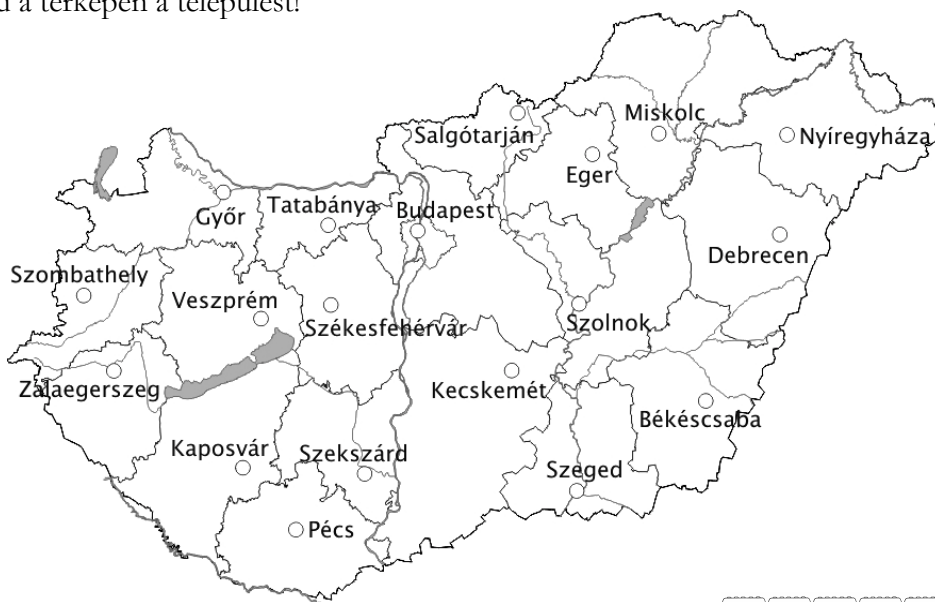 a térképen a települést!
Miskolc
Salgótarján
Nyíregyháza
Eger
Tatabánya
Budapest
Győr
Debrecen
Szombathely
Veszprém
Székesfehérvár
Szolnok
Zalaegerszeg
Kecskemét
Békéscsaba
Kaposvár
Szekszárd
Szeged
Pécs